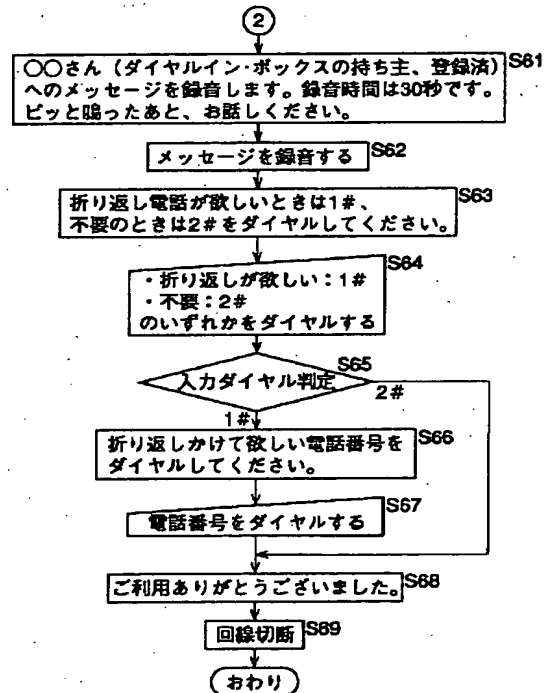 2
S61
○○さん（ダイヤルイン・ボックスの持ち主、登録済）
へのメッセージを録音します。録音時間は30秒です。
ピッと鳴ったあと、お話しください。
メッセージを録音する S62
折り返し電話が欲しいときは1#、 S63
不要のときは2#をダイヤルしてください。
S64
・折り返しが欲しい：1#
・不要：2#
のいずれかをダイヤルする
S65
入力ダイヤル判定
2#
1#
折り返しかけて欲しい電話番号を S66
ダイヤルしてください。
S67
電話番号をダイヤルする
ご利用ありがとうございました。 S68
回線切断 S69
おわり